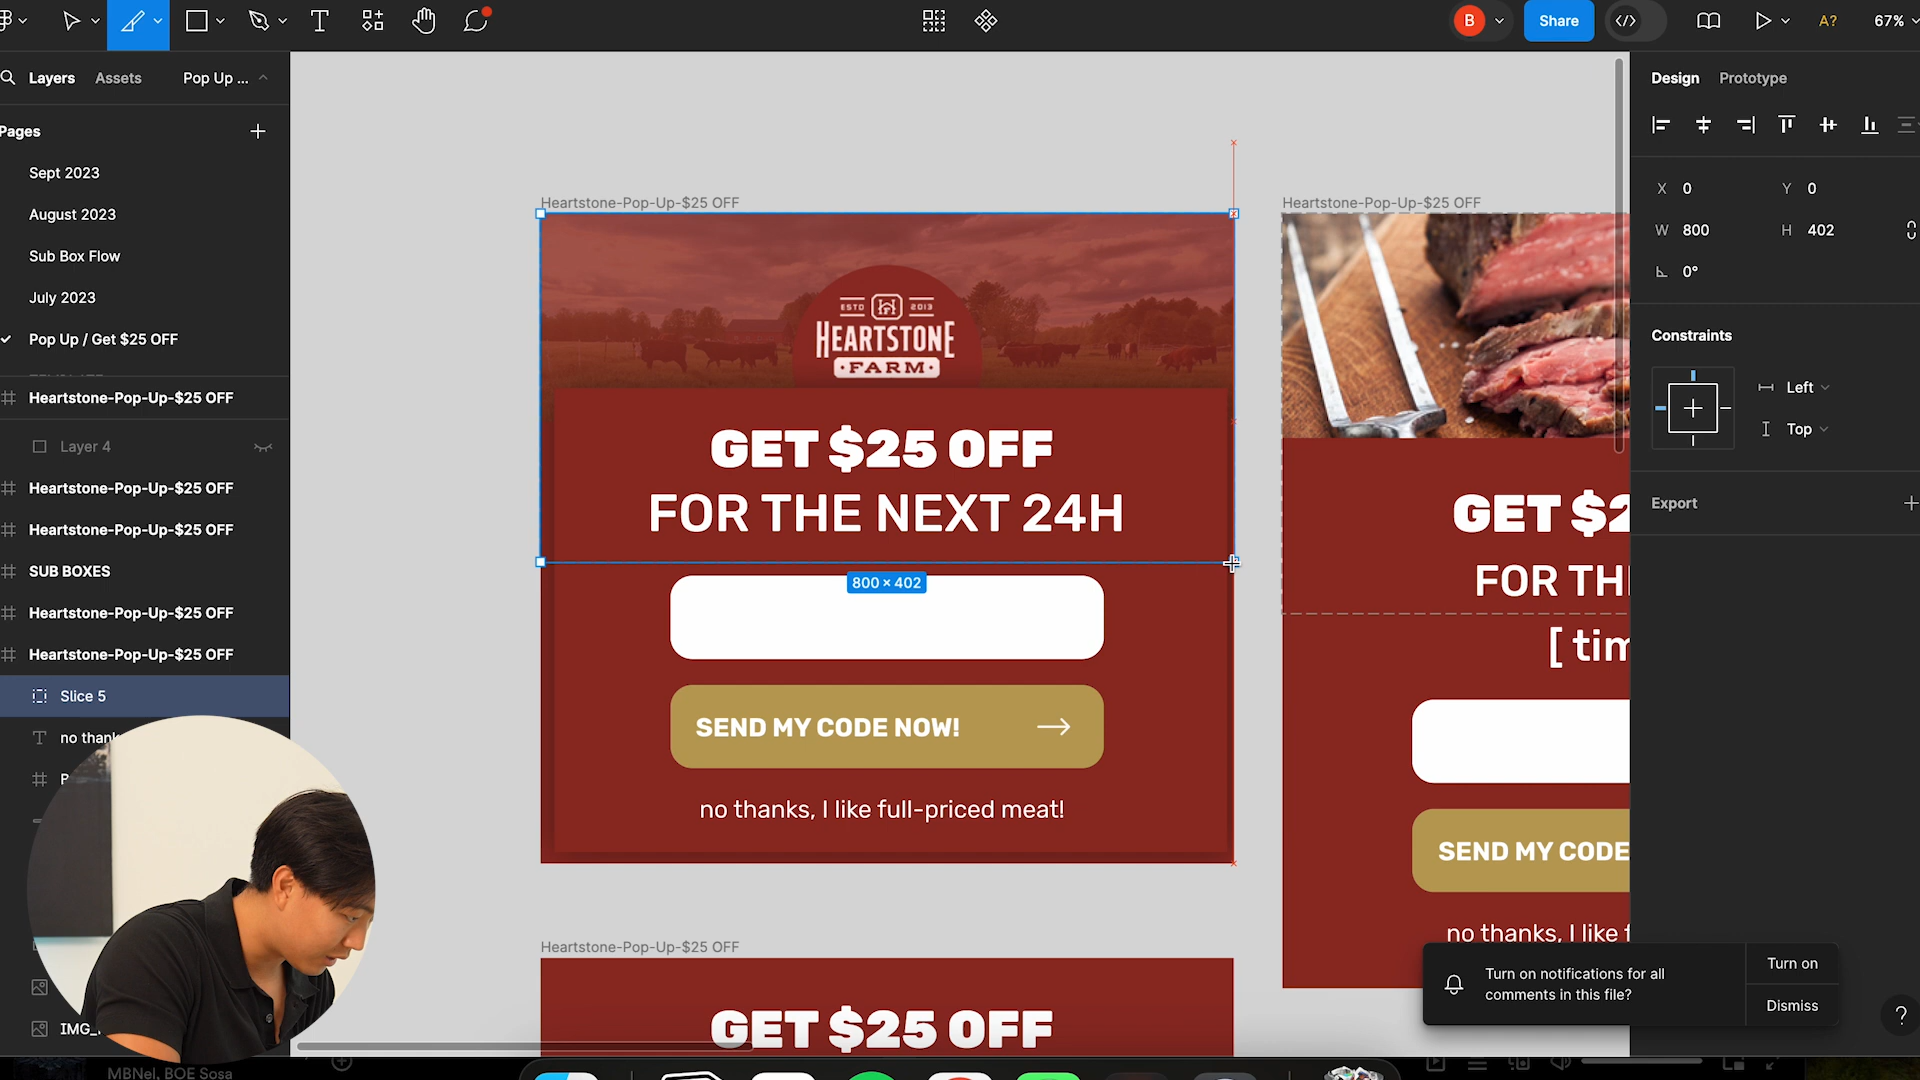 B
Share
A?
67%
Layers
Assets
Pop Up ...
Pages
Sept 2023
August 2023
Sub Box Flow
July 2023
Pop Up / Get $25 OFF
Heartstone-Pop-Up-$25 OFF
Layer 4
Heartstone-Pop-Up-$25 OFF
Heartstone-Pop-Up-$25 OFF
SUB BOXES
Heartstone-Pop-Up-$25 OFF
Heartstone-Pop-Up-$25 OFF
Slice 5
no thank
IMG_
MBNel, BOE Sosa
Heartstone-Pop-Up-$25 OFF
ESTD H 2013
HEARTSTONE
FARM
GET $25 OFF
FOR THE NEXT 24H
800 × 402
SEND MY CODE NOW!
no thanks, I like full-priced meat!
Heartstone-Pop-Up-$25 OFF
GET $25 OFF
Heartstone-Pop-Up-$25 OFF
GET $2
FOR TH
[ tim
SEND MY CODE
no thanks, I like f
Turn on notifications for all
comments in this file?
Turn on
Dismiss
Design
Prototype
X 0
Y 0
W 800
H 402
0°
Constraints
Left
Top
Export
?